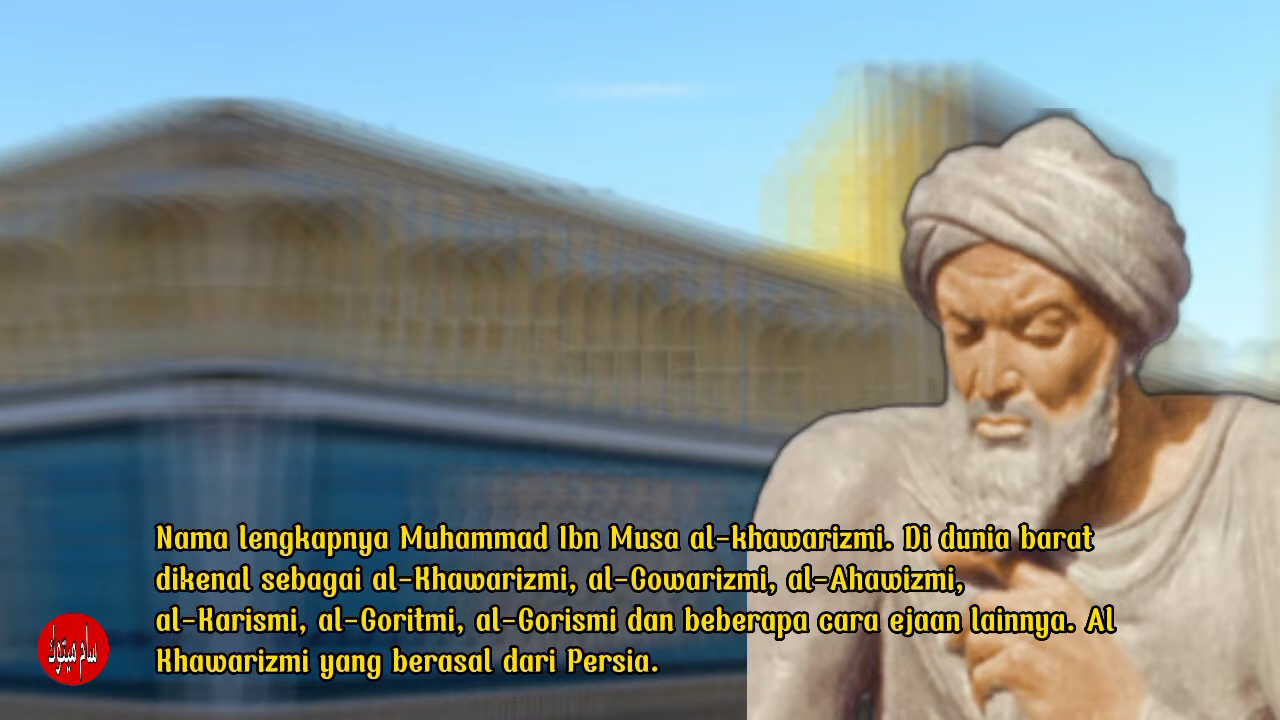 Nama lengkapnya Muhammad Ibn Musa al-khawarizmi. Di dunia barat
dikenal sebagai al-Khawarizmi, al-Gowarizmi, al-Ahawizmi,
al-Karismi, al-Goritmi, al-Gorismi dan beberapa cara ejaan lainnya. Al
Khawarizmi yang berasal dari Persia.